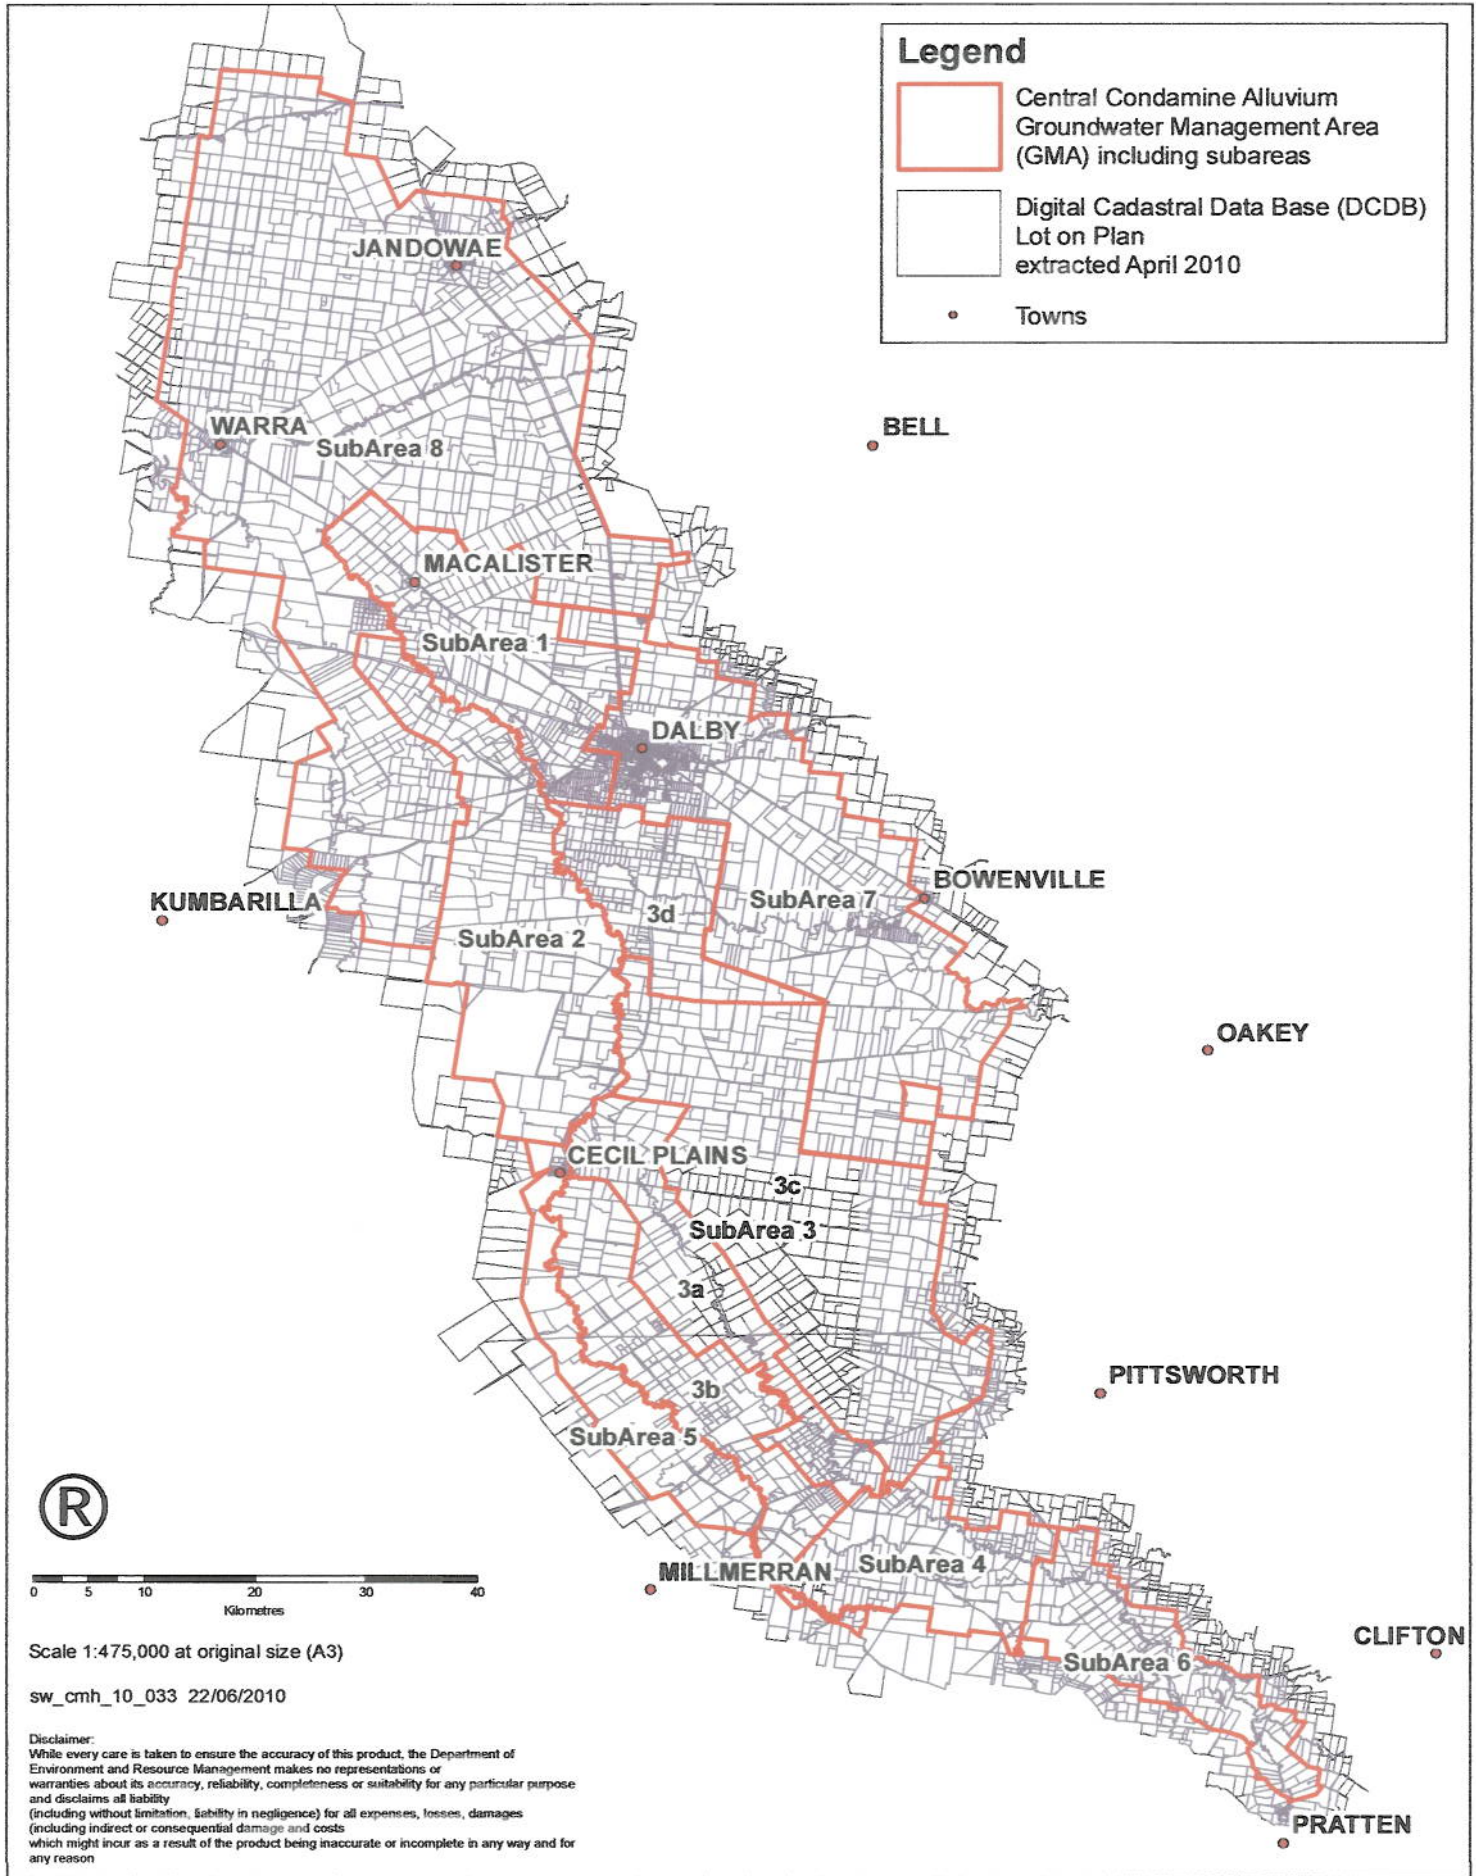 Legend
Central Condamine Alluvium
Groundwater Management Area
(GMA) including subareas
Digital Cadastral Data Base (DCDB)
Lot on Plan
extracted April 2010
Towns
JANDOWAE
WARRA
SubArea 8
BELL
MACALISTER
SubArea 1
DALBY
KUMBARILLA
SubArea 7
BOWENVILLE
3d
SubArea 2
OAKEY
CECIL PLAINS
3c
SubArea 3
3a
PITTSWORTH
3b
SubArea 5
R
MILLMERRAN
SubArea 4
CLIFTON
SubArea 6
PRATTEN
0 5 10 20 30 40
Kilometres
Scale 1:475,000 at original size (A3)
sw_cmh_10_033 22/06/2010
Disclaimer:
While every care is taken to ensure the accuracy of this product, the Department of
Environment and Resource Management makes no representations or
warranties about its accuracy, reliability, completeness or suitability for any particular purpose
and disclaims all liability
(including without limitation, liability in negligence) for all expenses, losses, damages
(including indirect or consequential damage and costs
which might incur as a result of the product being inaccurate or incomplete in any way and for
any reason